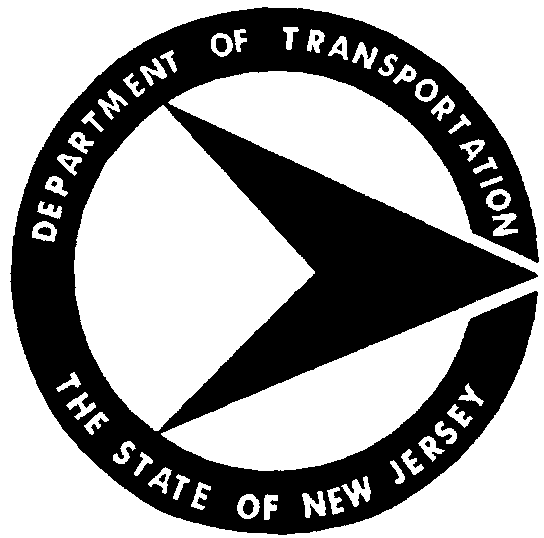 DEPARTMENT OF TRANSPORTATION
THE STATE OF NEW JERSEY